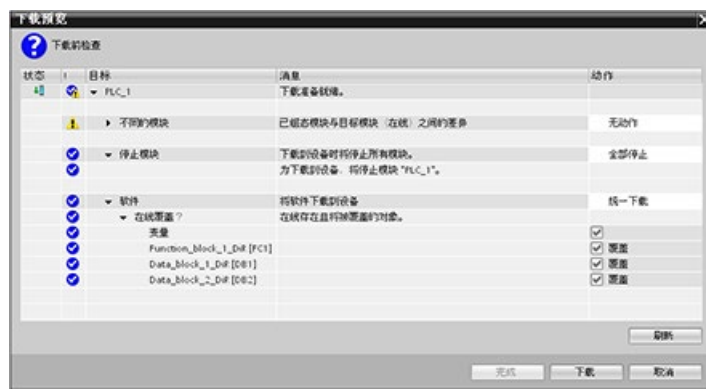 下载预览
下载前检查
状态 ! 目标 消息 动作
PLC_1 下载准备就绪。
不同的模块 已组态模块与目标模块（在线）之间的差异 无动作
停止模块 下载到设备时将停止所有模块。 全部停止
为下载到设备，将停止模块 "PLC_1"。
软件 将软件下载到设备 统一下载
在线覆盖？ 在线存在且将被覆盖的对象。
变量
Function_block_1_Dif [FC1] 覆盖
Data_block_1_Dif [DB1] 覆盖
Data_block_2_Dif [DB2] 覆盖
刷新
完成 下载 取消